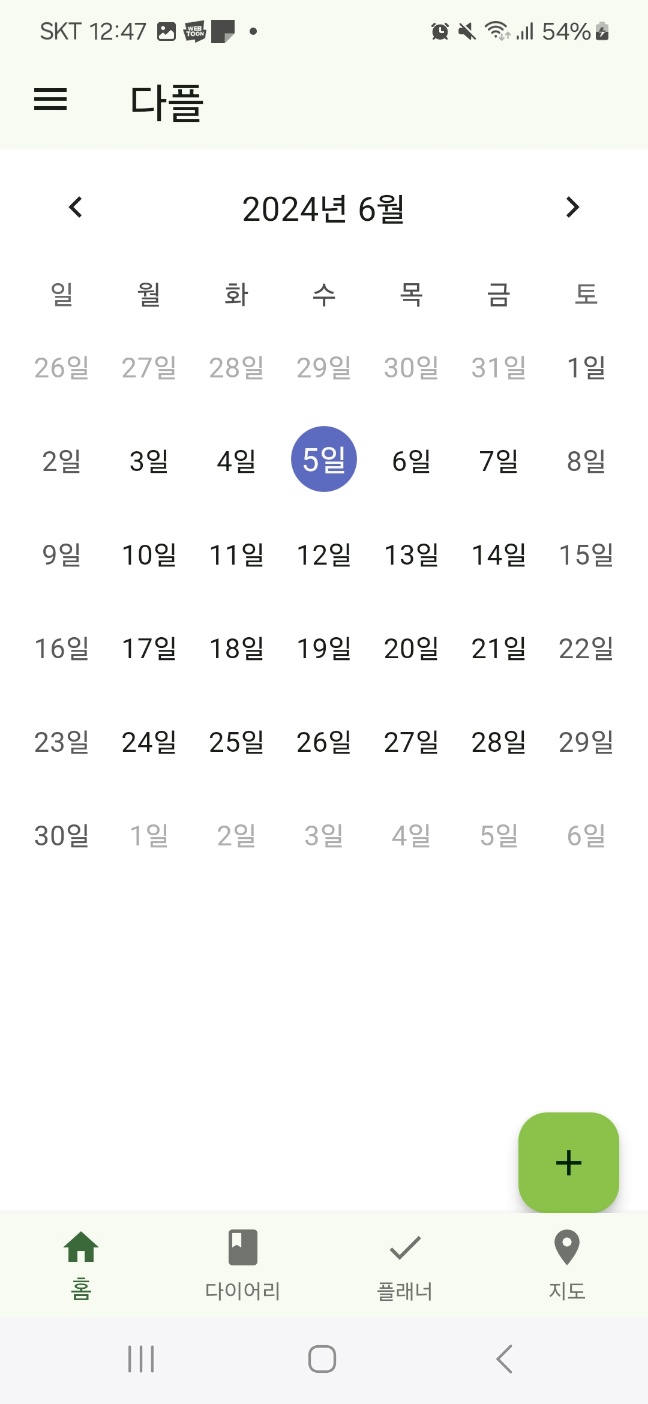 SKT 12:47 WEB TOON 54%
다플
2024년 6월
일 월 화 수 목 금 토
26일 27일 28일 29일 30일 31일 1일
2일 3일 4일 5일 6일 7일 8일
9일 10일 11일 12일 13일 14일 15일
16일 17일 18일 19일 20일 21일 22일
23일 24일 25일 26일 27일 28일 29일
30일 1일 2일 3일 4일 5일 6일
홈 다이어리 플래너 지도